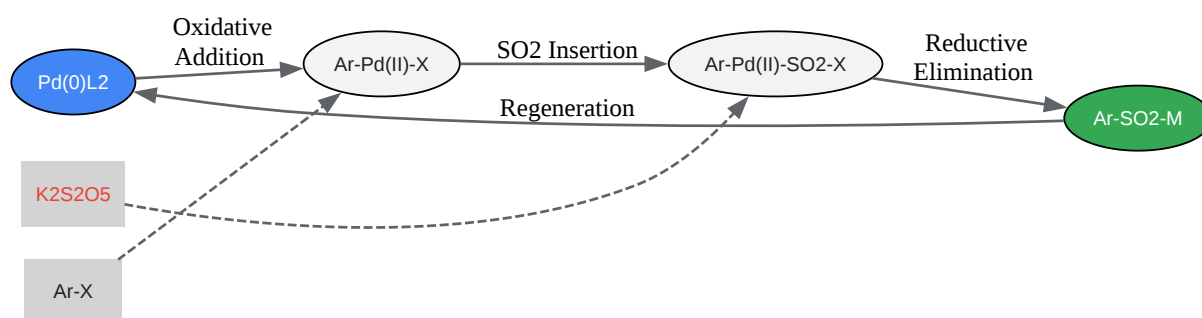 Oxidative
Addition
SO2 Insertion
Reductive
Elimination
Pd(0)L2
Ar-Pd(II)-X
Ar-Pd(II)-SO2-X
Ar-SO2-M
Regeneration
K2S2O5
Ar-X